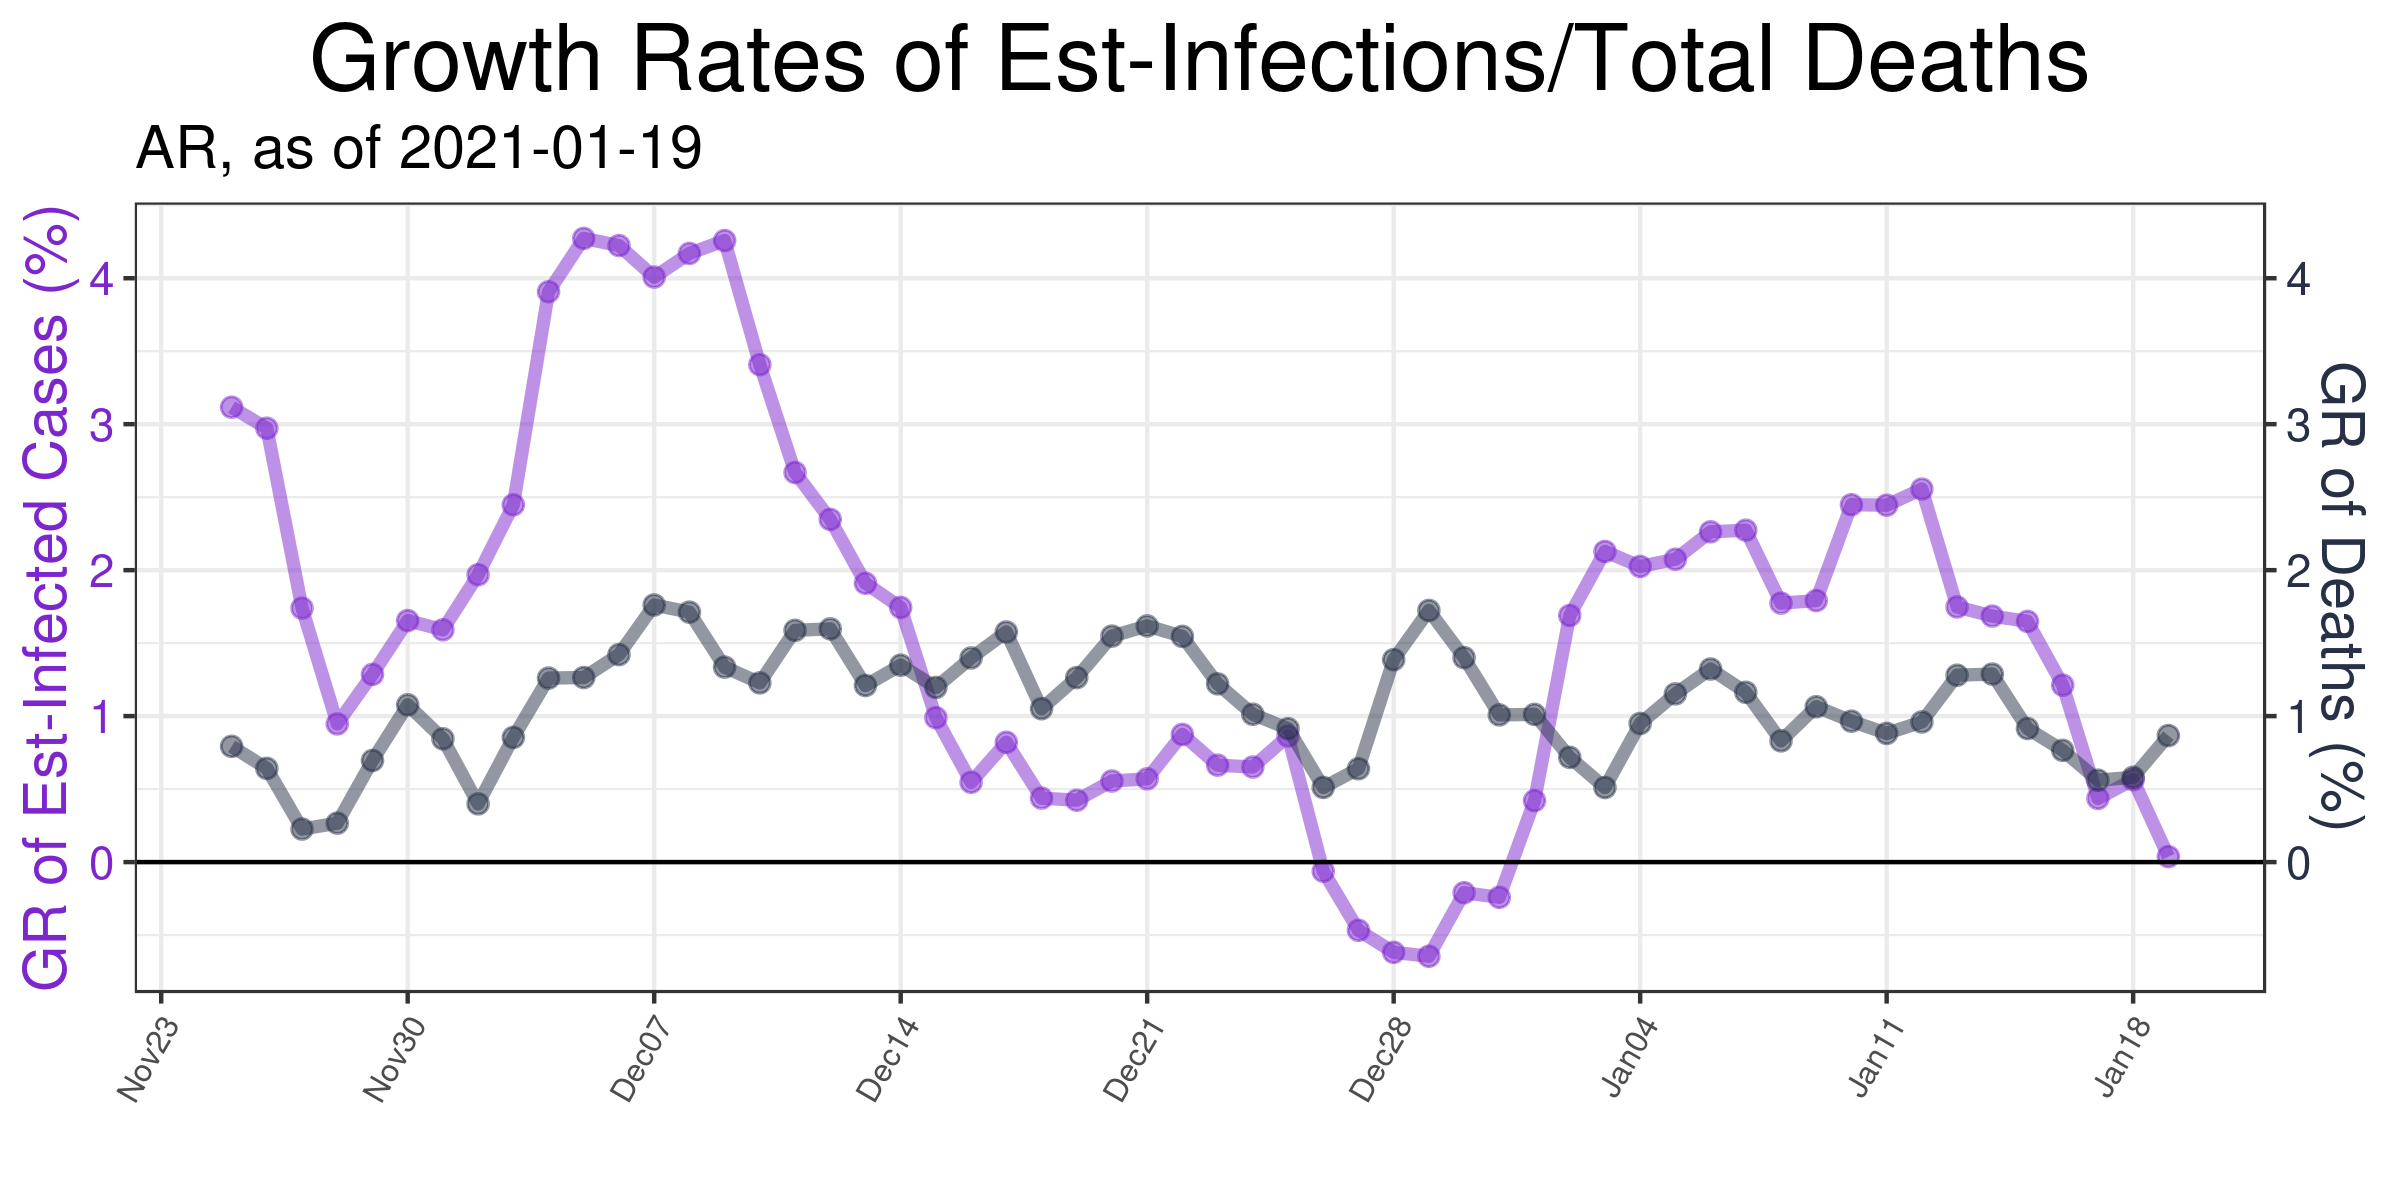 Growth Rates of Est-Infections/Total Deaths
AR, as of 2021-01-19
GR of Est-Infected Cases (%)
4
3
2
1
0
4
3
2
1
0
GR of Deaths (%)
Nov23
Nov30
Dec07
Dec14
Dec21
Dec28
Jan04
Jan11
Jan18